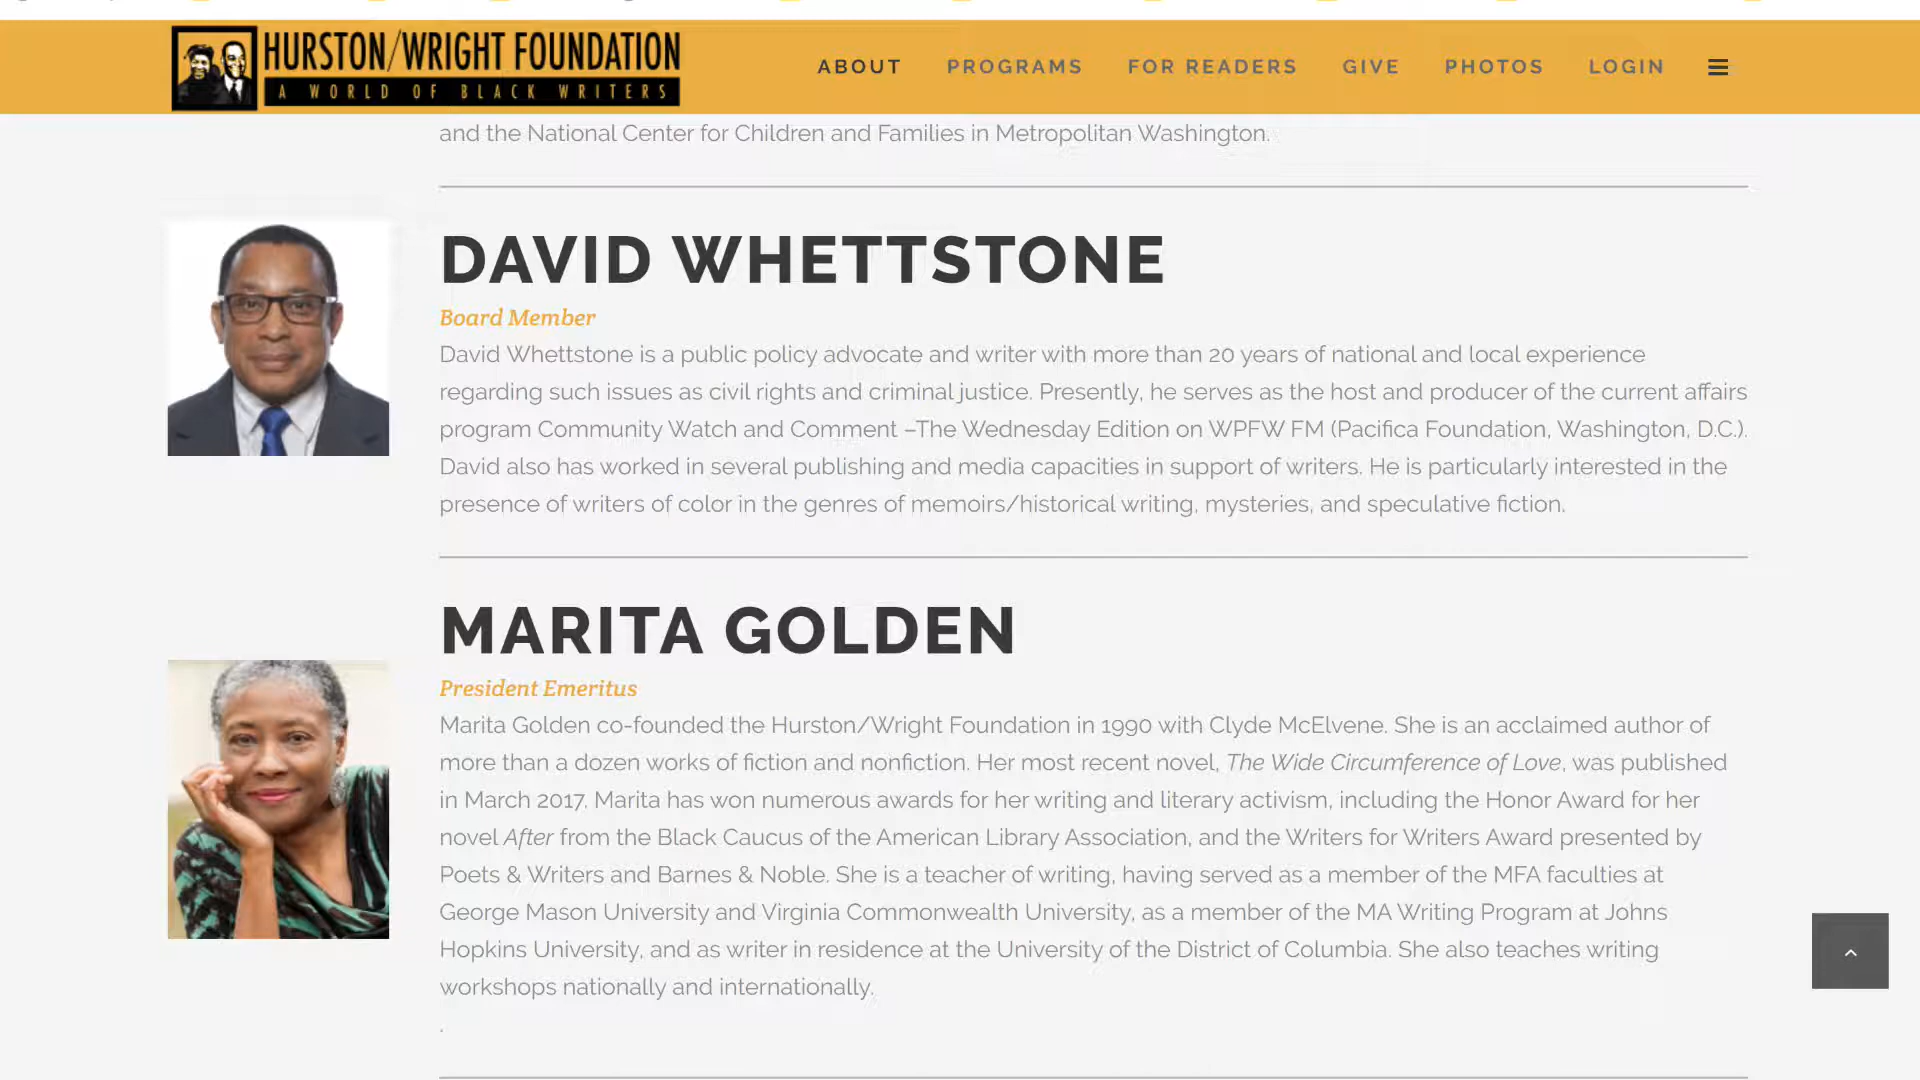 HURSTON/WRIGHT FOUNDATION
A WORLD OF BLACK WRITERS
ABOUT PROGRAMS FOR READERS GIVE PHOTOS LOGIN
and the National Center for Children and Families in Metropolitan Washington.
DAVID WHETTSTONE
Board Member
David Whettstone is a public policy advocate and writer with more than 20 years of national and local experience
regarding such issues as civil rights and criminal justice. Presently, he serves as the host and producer of the current affairs
program Community Watch and Comment –The Wednesday Edition on WPFW FM (Pacifica Foundation, Washington, D.C.).
David also has worked in several publishing and media capacities in support of writers. He is particularly interested in the
presence of writers of color in the genres of memoirs/historical writing, mysteries, and speculative fiction.
MARITA GOLDEN
President Emeritus
Marita Golden co-founded the Hurston/Wright Foundation in 1990 with Clyde McElvene. She is an acclaimed author of
more than a dozen works of fiction and nonfiction. Her most recent novel, The Wide Circumference of Love, was published
in March 2017. Marita has won numerous awards for her writing and literary activism, including the Honor Award for her
novel After from the Black Caucus of the American Library Association, and the Writers for Writers Award presented by
Poets & Writers and Barnes & Noble. She is a teacher of writing, having served as a member of the MFA faculties at
George Mason University and Virginia Commonwealth University, as a member of the MA Writing Program at Johns
Hopkins University, and as writer in residence at the University of the District of Columbia. She also teaches writing
workshops nationally and internationally.
.